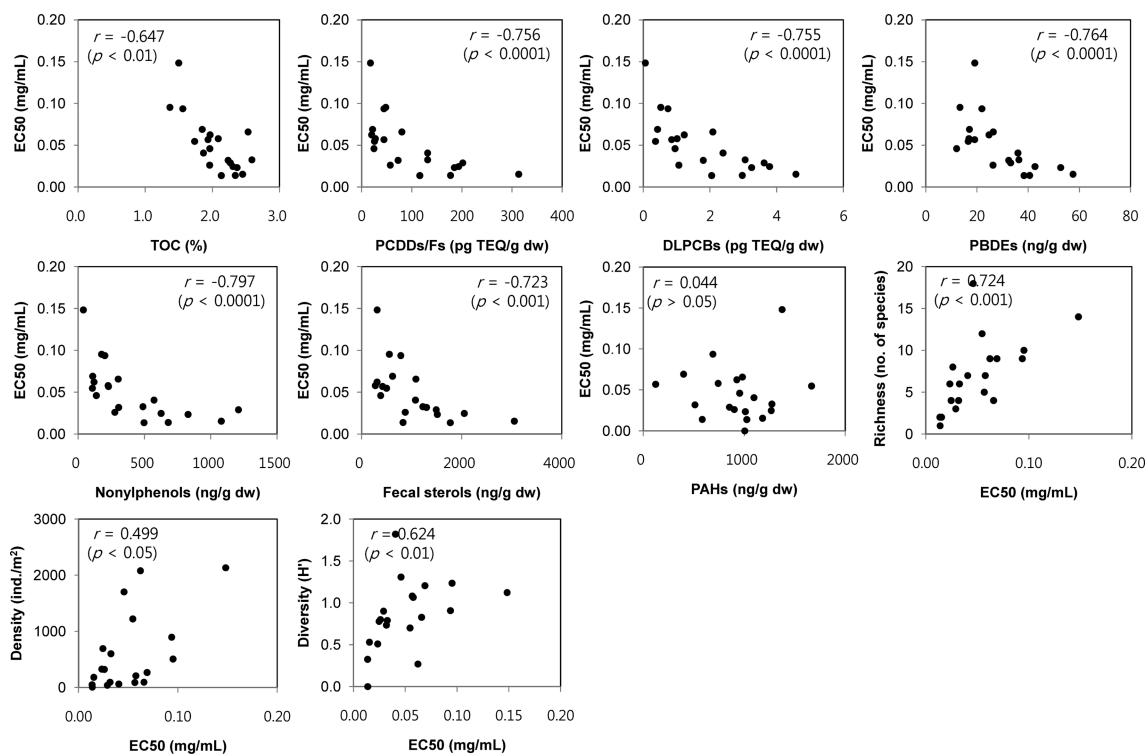 r = -0.647
(p < 0.01)
EC50 (mg/mL)
0.20
0.15
0.10
0.05
0.00
0.0
1.0
2.0
3.0
TOC (%)
r = -0.756
(p < 0.0001)
EC50 (mg/mL)
0.20
0.15
0.10
0.05
0.00
0
100
200
300
400
PCDDs/Fs (pg TEQ/g dw)
r = -0.755
(p < 0.0001)
EC50 (mg/mL)
0.20
0.15
0.10
0.05
0.00
0
2
4
6
DLPCBs (pg TEQ/g dw)
r = -0.764
(p < 0.0001)
EC50 (mg/mL)
0.20
0.15
0.10
0.05
0.00
0
20
40
60
80
PBDEs (ng/g dw)
r = -0.797
(p < 0.0001)
EC50 (mg/mL)
0.20
0.15
0.10
0.05
0.00
0
500
1000
1500
Nonylphenols (ng/g dw)
r = -0.723
(p < 0.001)
EC50 (mg/mL)
0.20
0.15
0.10
0.05
0.00
0
2000
4000
Fecal sterols (ng/g dw)
r = 0.044
(p > 0.05)
EC50 (mg/mL)
0.20
0.15
0.10
0.05
0.00
0
1000
2000
PAHs (ng/g dw)
r = 0.724
(p < 0.001)
Richness (no. of species)
20
15
10
5
0
0.00
0.10
0.20
EC50 (mg/mL)
r = 0.499
(p < 0.05)
Density (ind./m²)
3000
2000
1000
0
0.00
0.10
0.20
EC50 (mg/mL)
r = 0.624
(p < 0.01)
Diversity (H')
2.0
1.5
1.0
0.5
0.0
0.00
0.05
0.10
0.15
0.20
EC50 (mg/mL)